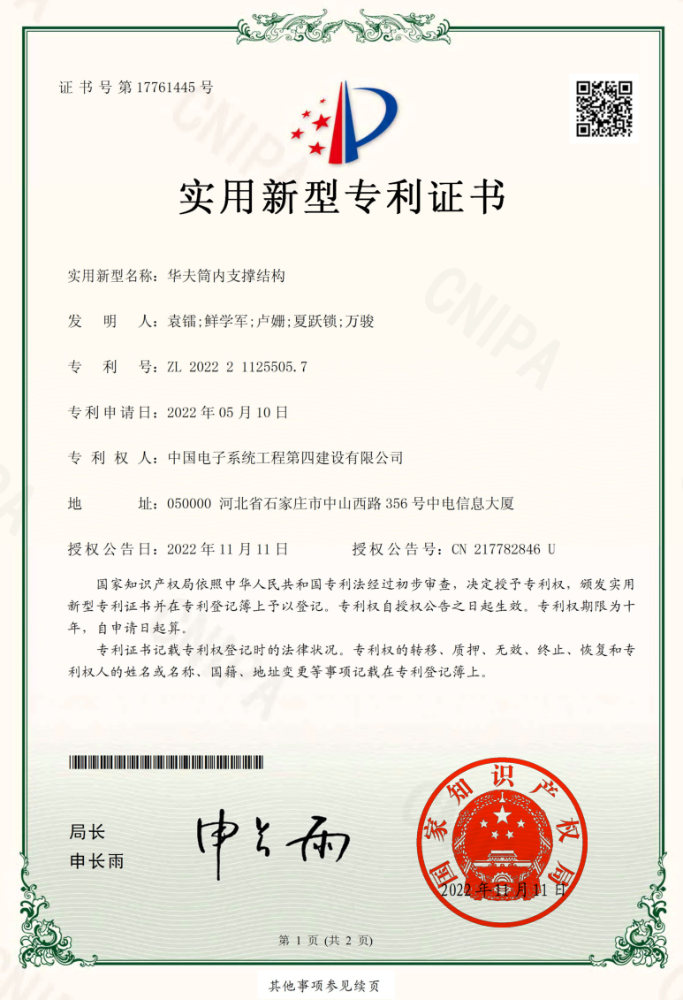 证书号第17761445号
实用新型专利证书
实用新型名称：华夫筒内支撑结构
发明人：袁镭;鲜学军;卢姗;夏跃锁;万骏
专利号：ZL 2022 2 1125505.7
专利申请日：2022年05月10日
专利权人：中国电子系统工程第四建设有限公司
地址：050000 河北省石家庄市中山西路356号中电信息大厦
授权公告日：2022年11月11日 授权公告号：CN 217782846 U
国家知识产权局依照中华人民共和国专利法经过初步审查，决定授予专利权，颁发实用
新型专利证书并在专利登记簿上予以登记。专利权自授权公告之日起生效。专利权期限为十
年，自申请日起算。
专利证书记载专利权登记时的法律状况。专利权的转移、质押、无效、终止、恢复和专
利权人的姓名或名称、国籍、地址变更等事项记载在专利登记簿上。
局长
申长雨
申长雨
国家知识产权局
2022年11月11日
第 1 页 (共 2 页)
其他事项参见续页
CNIPA
CNIPA
CNIPA